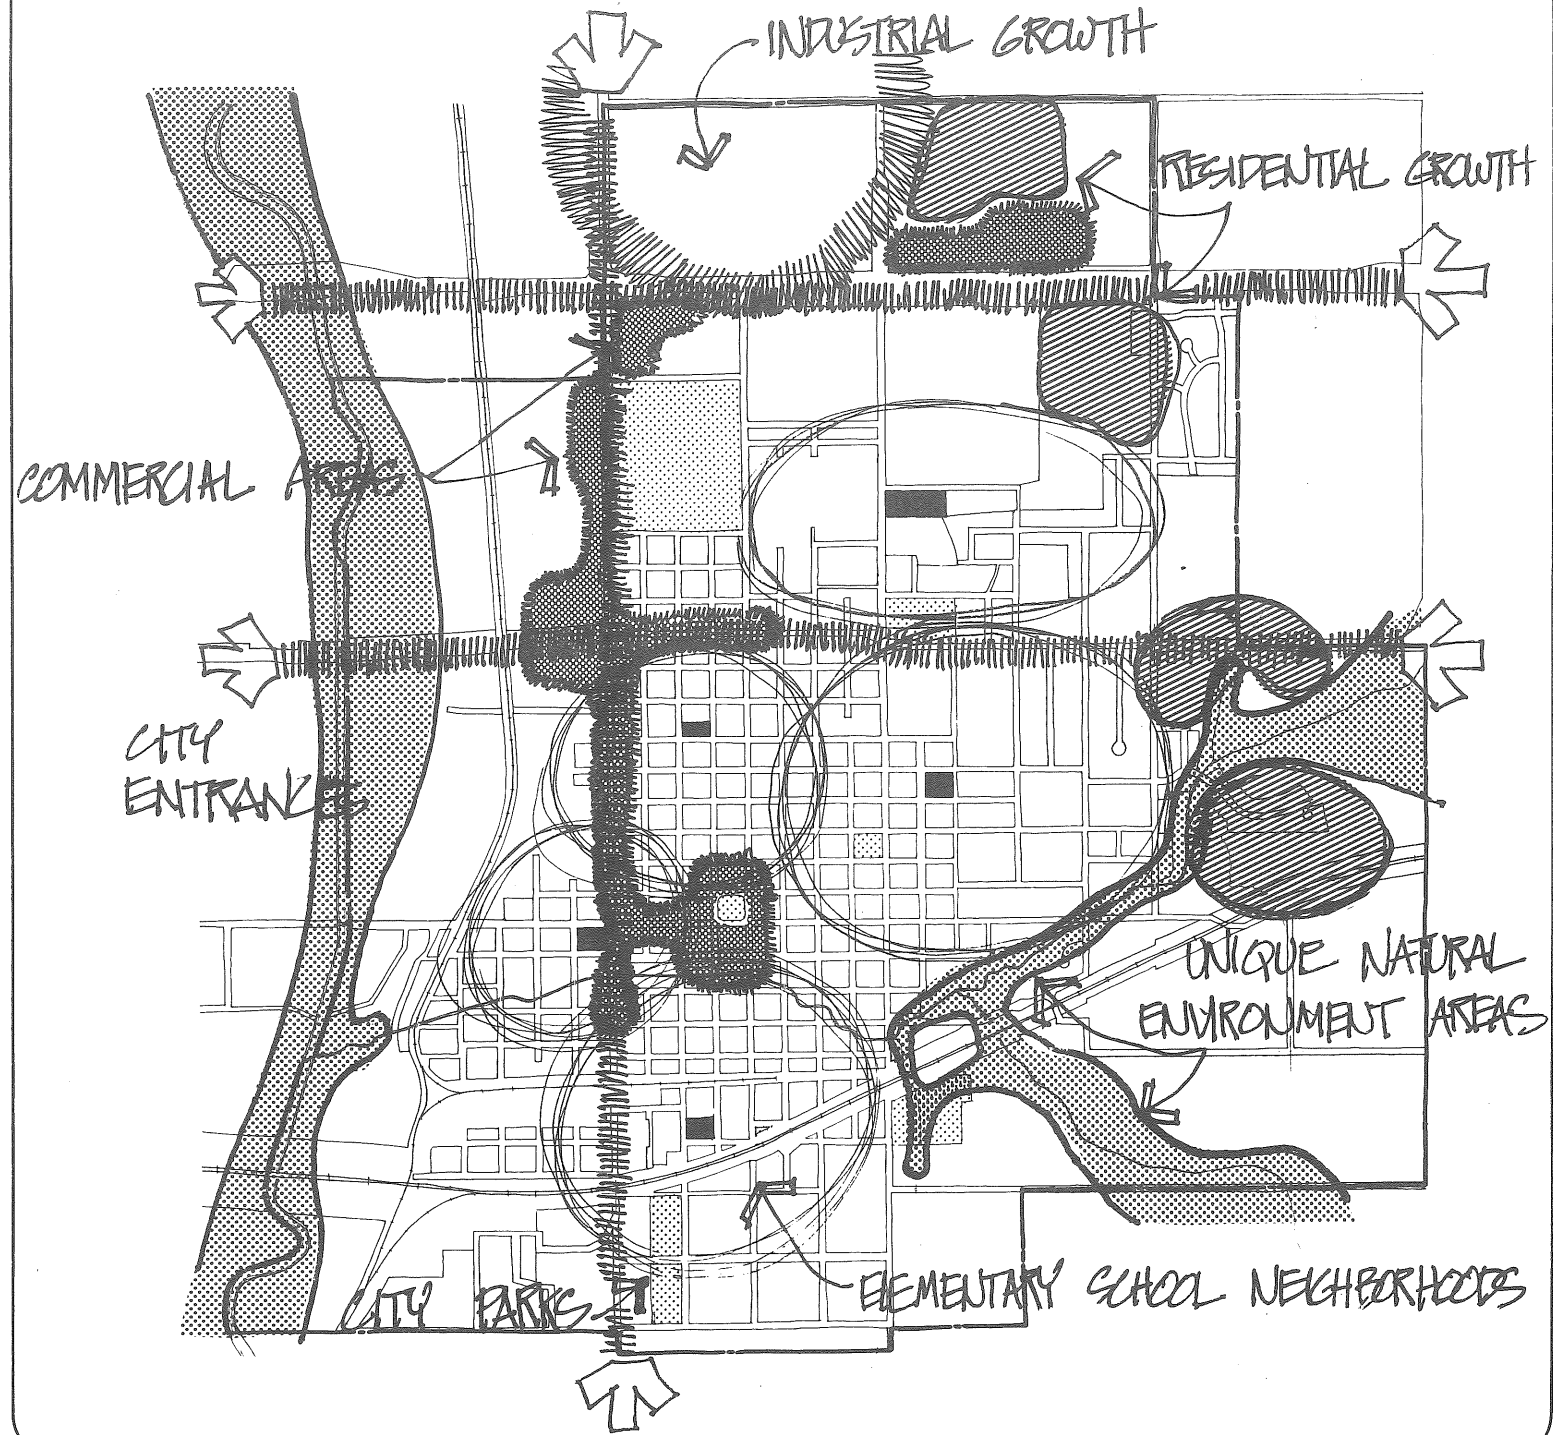 INDUSTRIAL GROWTH
RESIDENTIAL GROWTH
COMMERCIAL AREAS
CITY
ENTRANCES
UNIQUE NATURAL
ENVIRONMENT AREAS
ELEMENTARY SCHOOL NEIGHBORHOODS
CITY PARKS